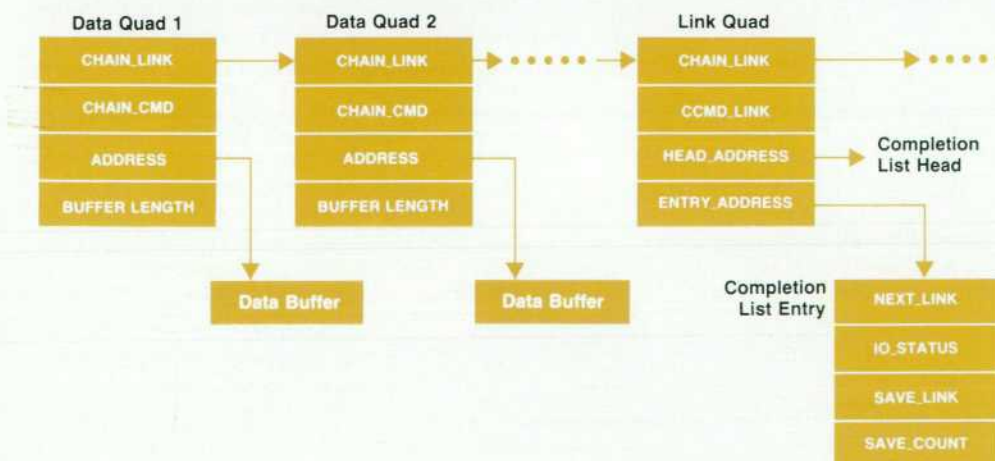 Data Quad 1
CHAIN_LINK
CHAIN_CMD
ADDRESS
BUFFER LENGTH
Data Buffer
Data Quad 2
CHAIN_LINK
CHAIN_CMD
ADDRESS
BUFFER LENGTH
Data Buffer
Link Quad
CHAIN_LINK
CCMD_LINK
HEAD_ADDRESS
ENTRY_ADDRESS
Completion
List Head
Completion
List Entry
NEXT_LINK
IO_STATUS
SAVE_LINK
SAVE_COUNT